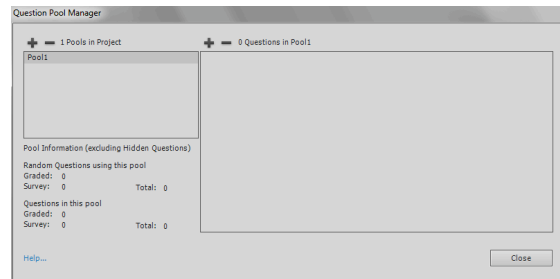 Question Pool Manager
1 Pools in Project
0 Questions in Pool1
Pool1
Pool Information (excluding Hidden Questions)
Random Questions using this pool
Graded: 0
Survey: 0 Total: 0
Questions in this pool
Graded: 0
Survey: 0 Total: 0
Help...
Close